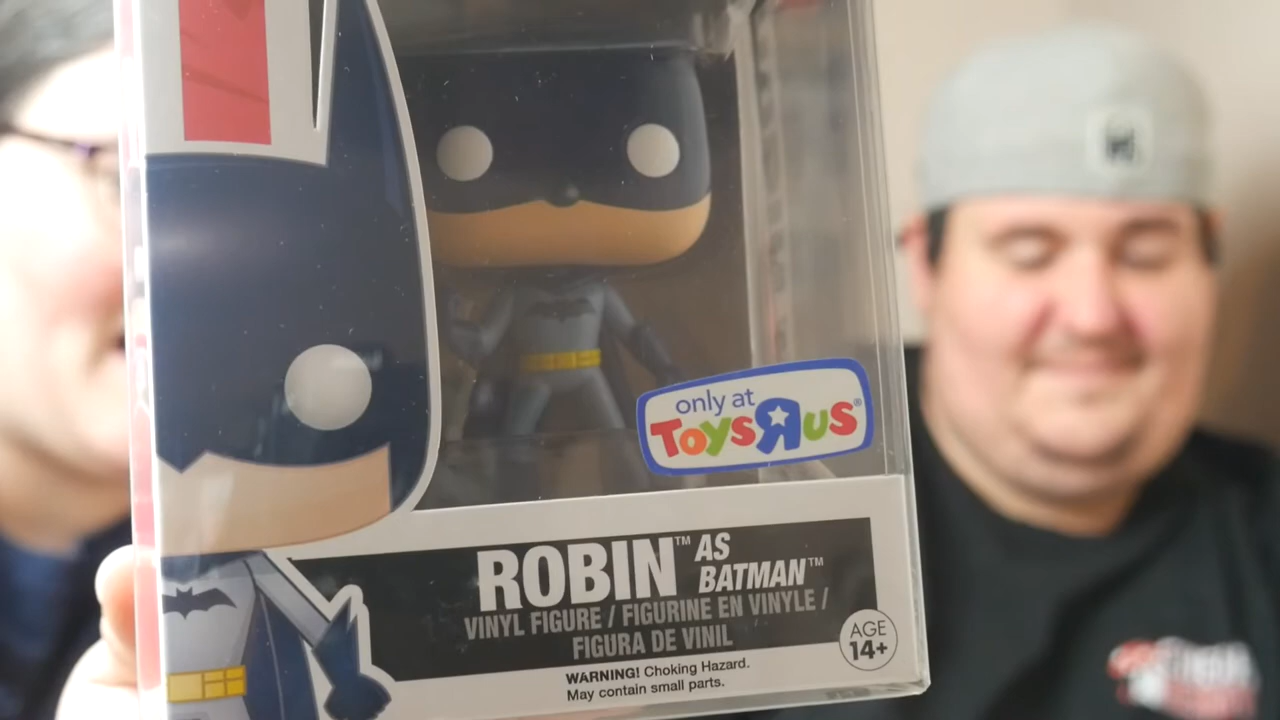 only at
ToysRus®
ROBIN™ AS
BATMAN™
VINYL FIGURE / FIGURINE EN VINYLE /
FIGURA DE VINIL
AGE
14+
WARNING! Choking Hazard.
May contain small parts.